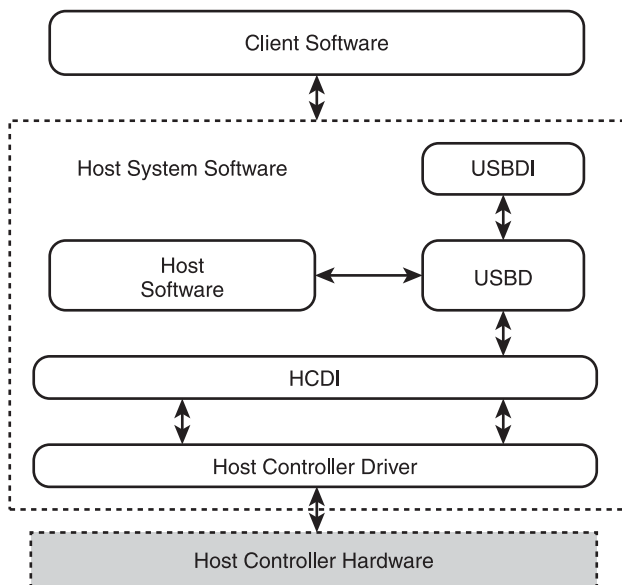 Client Software
Host System Software
USBDI
Host
Software
USBD
HCDI
Host Controller Driver
Host Controller Hardware